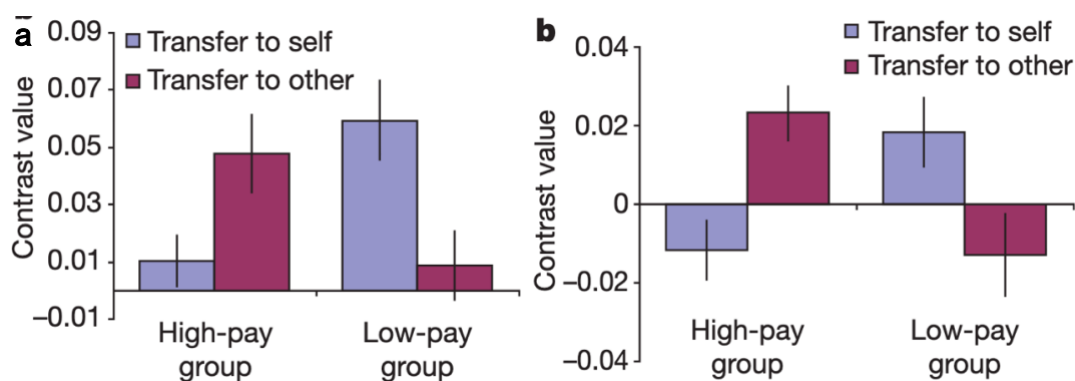 a
0.09
0.07
0.05
0.03
0.01
–0.01
Contrast value
Transfer to self
Transfer to other
High-pay group
Low-pay group
b
0.04
0.02
0
–0.02
–0.04
Contrast value
Transfer to self
Transfer to other
High-pay
group
Low-pay
group